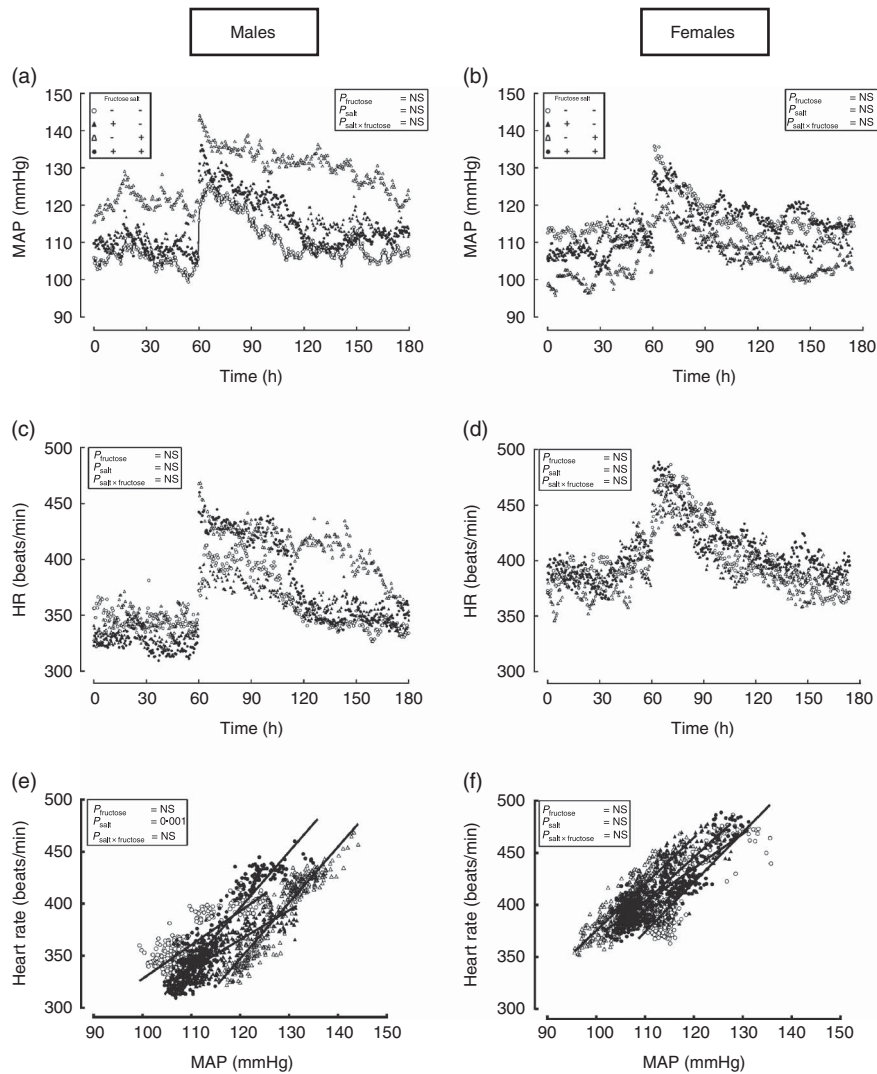 Males
Females
(a)
150
140
130
120
110
100
90
MAP (mmHg)
Fructose salt
- -
+ -
- +
+ +
P fructose = NS
P salt = NS
P salt × fructose = NS
0 30 60 90 120 150 180
Time (h)
(b)
150
140
130
120
110
100
90
MAP (mmHg)
Fructose salt
- -
+ -
- +
+ +
P fructose = NS
P salt = NS
P salt × fructose = NS
0 30 60 90 120 150 180
Time (h)
(c)
500
450
400
350
300
HR (beats/min)
P fructose = NS
P salt = NS
P salt × fructose = NS
0 30 60 90 120 150 180
Time (h)
(d)
500
450
400
350
300
HR (beats/min)
P fructose = NS
P salt = NS
P salt × fructose = NS
0 30 60 90 120 150 180
Time (h)
(e)
500
450
400
350
300
Heart rate (beats/min)
P fructose = NS
P salt = 0·001
P salt × fructose = NS
90 100 110 120 130 140 150
MAP (mmHg)
(f)
500
450
400
350
300
Heart rate (beats/min)
P fructose = NS
P salt = NS
P salt × fructose = NS
90 100 110 120 130 140 150
MAP (mmHg)